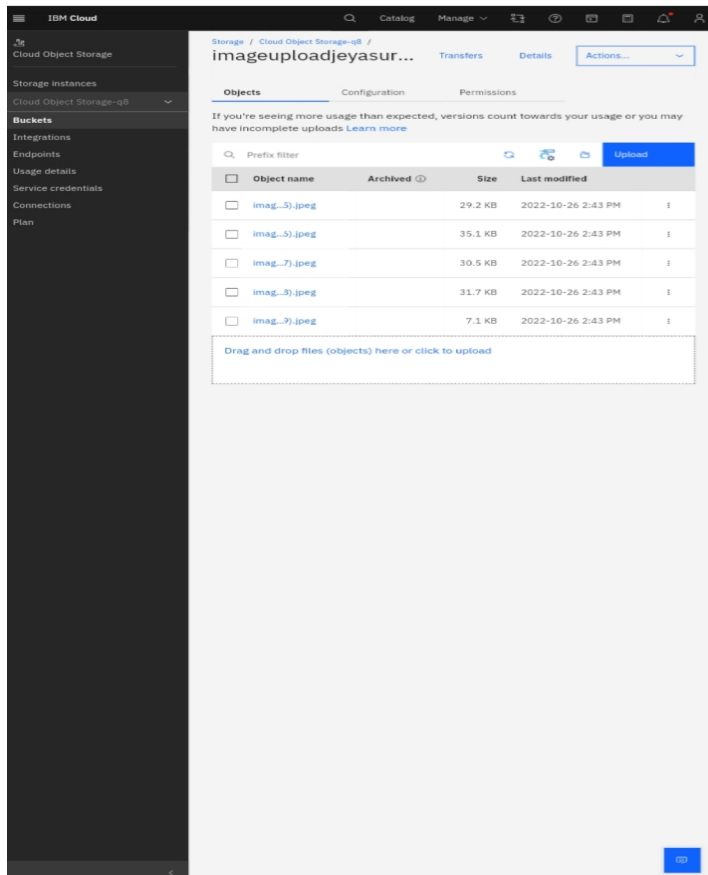 IBM Cloud
Catalog
Manage
Cloud Object Storage
Storage instances
Cloud Object Storage-q8
Buckets
Integrations
Endpoints
Usage details
Service credentials
Connections
Plan
Storage / Cloud Object Storage-q8 /
imageuploadjeyasur...
Transfers
Details
Actions...
Objects
Configuration
Permissions
If you're seeing more usage than expected, versions count towards your usage or you may
have incomplete uploads Learn more
Prefix filter
Upload
Object name Archived Size Last modified
imag...5).jpeg 29.2 KB 2022-10-26 2:43 PM
imag...5).jpeg 35.1 KB 2022-10-26 2:43 PM
imag...7).jpeg 30.5 KB 2022-10-26 2:43 PM
imag...3).jpeg 31.7 KB 2022-10-26 2:43 PM
imag...9).jpeg 7.1 KB 2022-10-26 2:43 PM
Drag and drop files (objects) here or click to upload